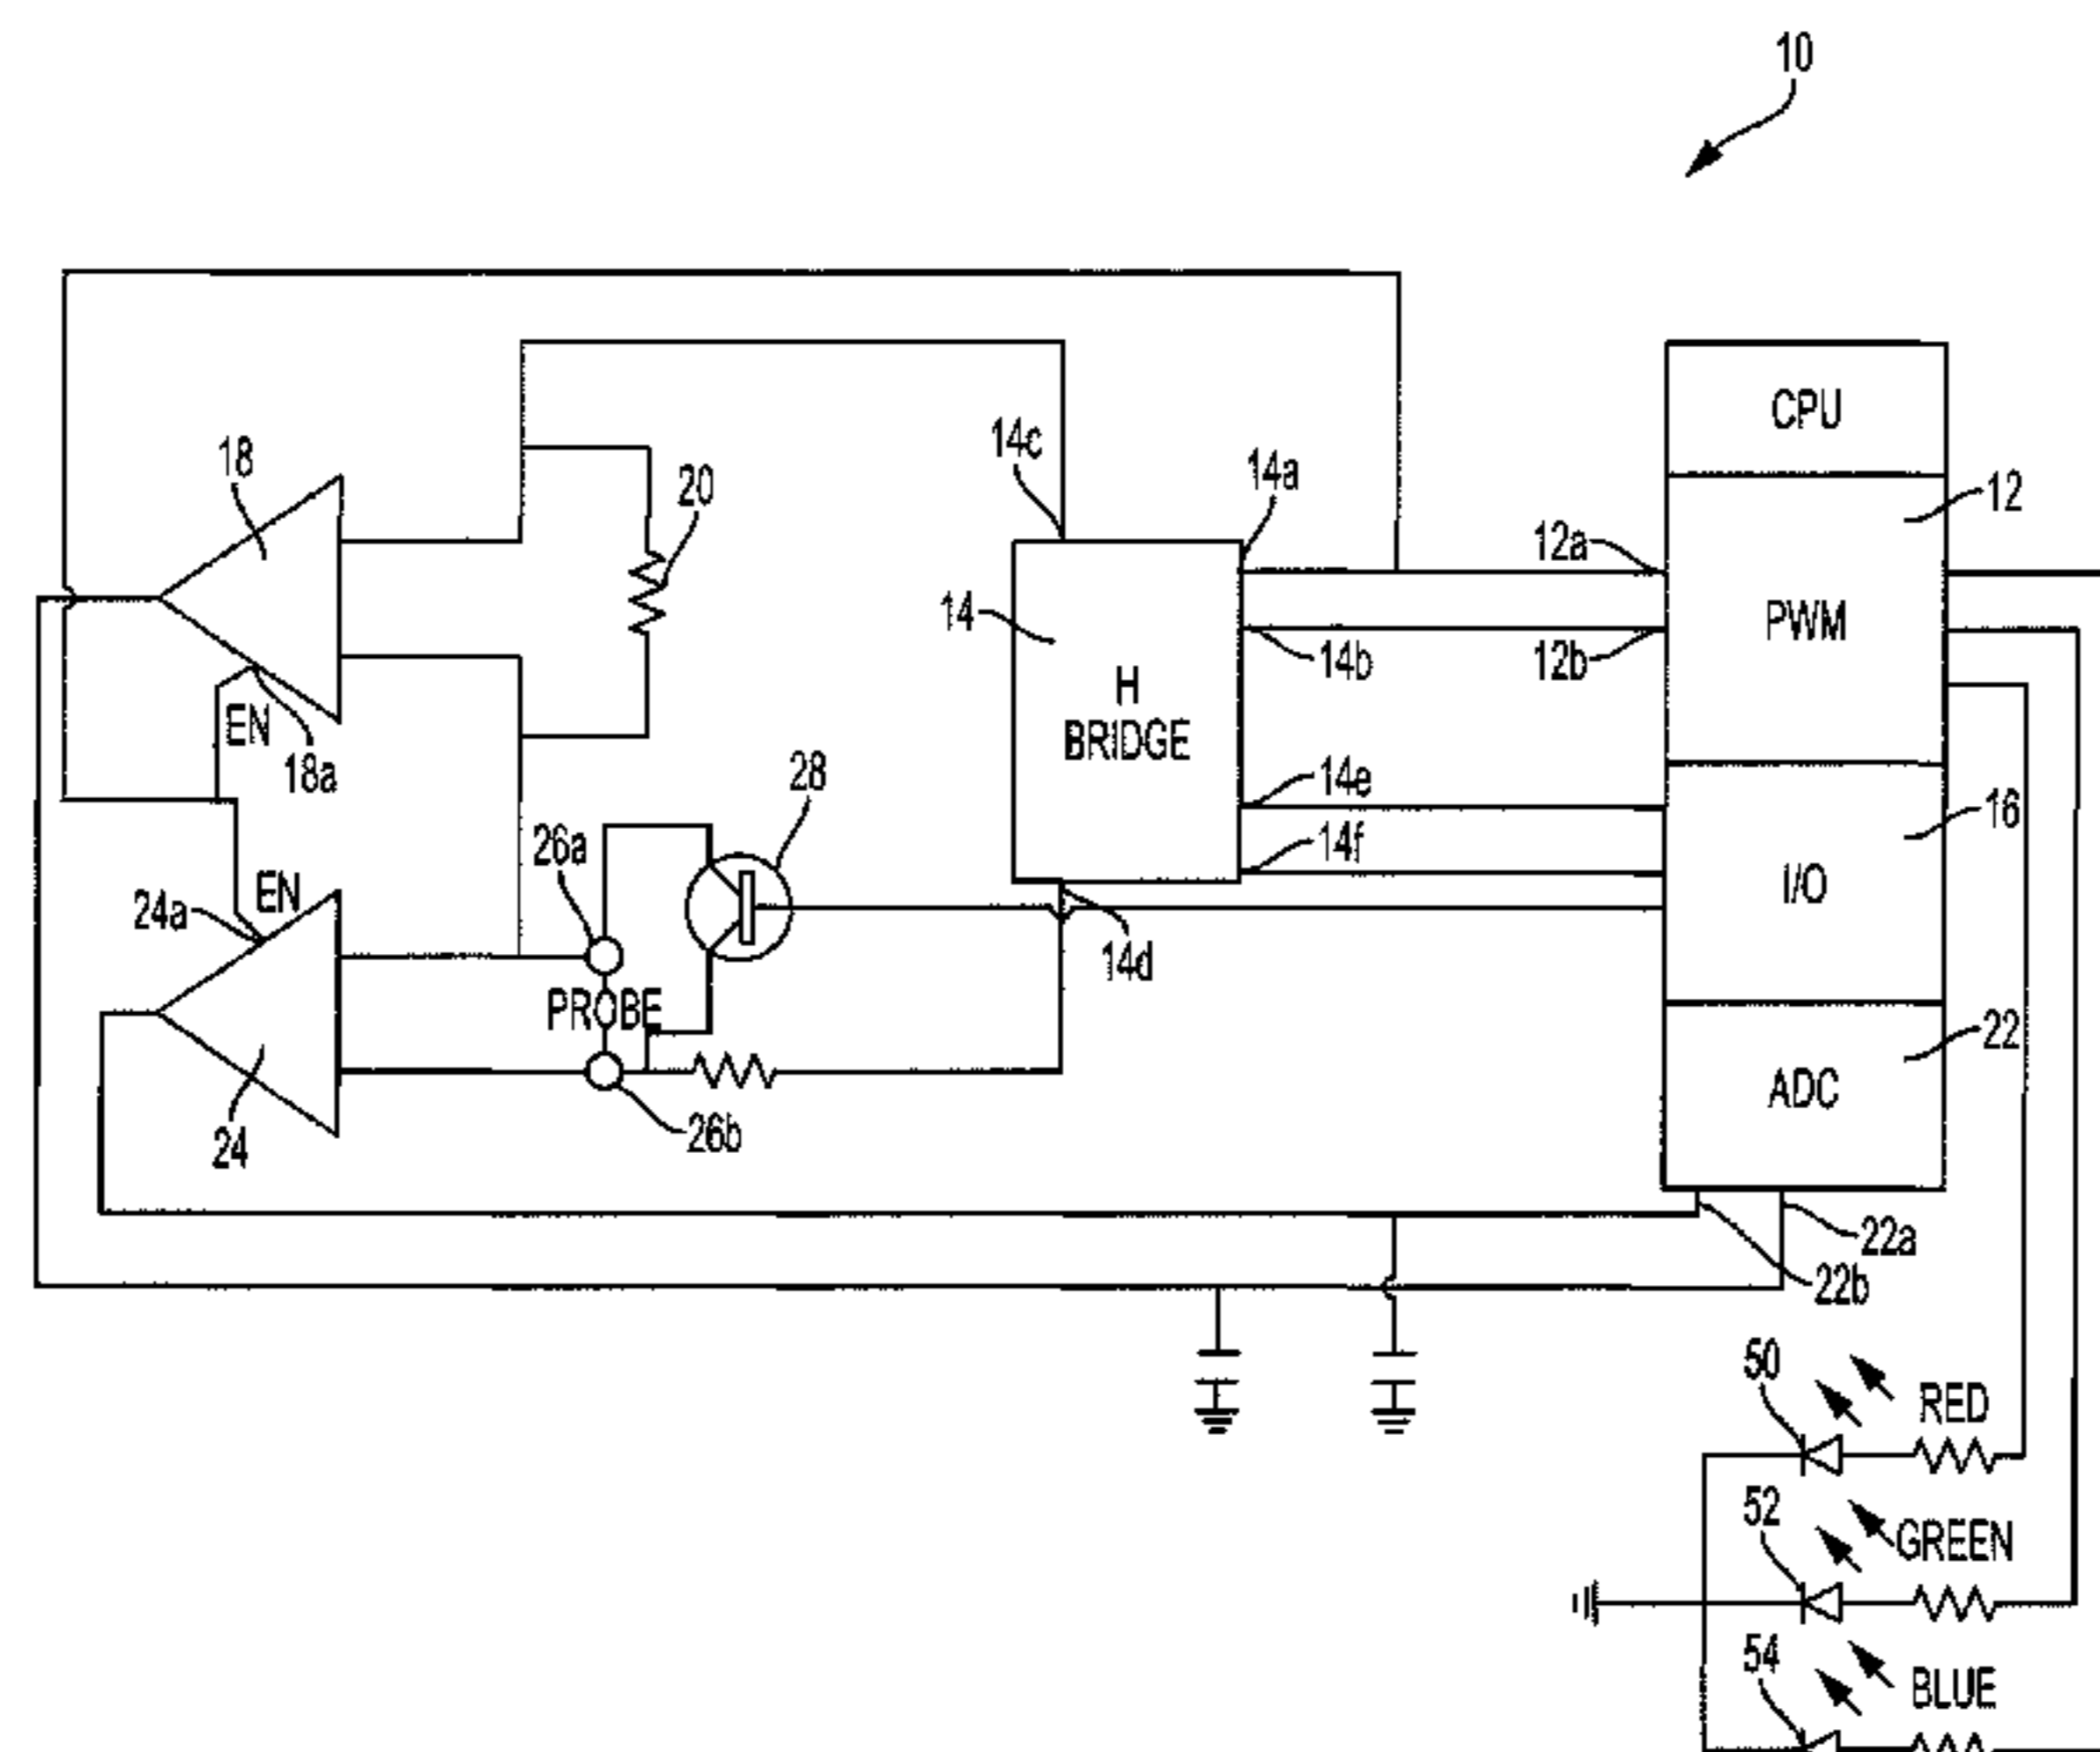 10
CPU
12
12a
PWM
12b
14c
14a
18
20
14
14b
H
BRIDGE
EN
18a
28
14e
16
14f
I/O
26a
24a
EN
14d
PROBE
22
ADC
24
26b
22a
22b
50
RED
52
GREEN
54
BLUE